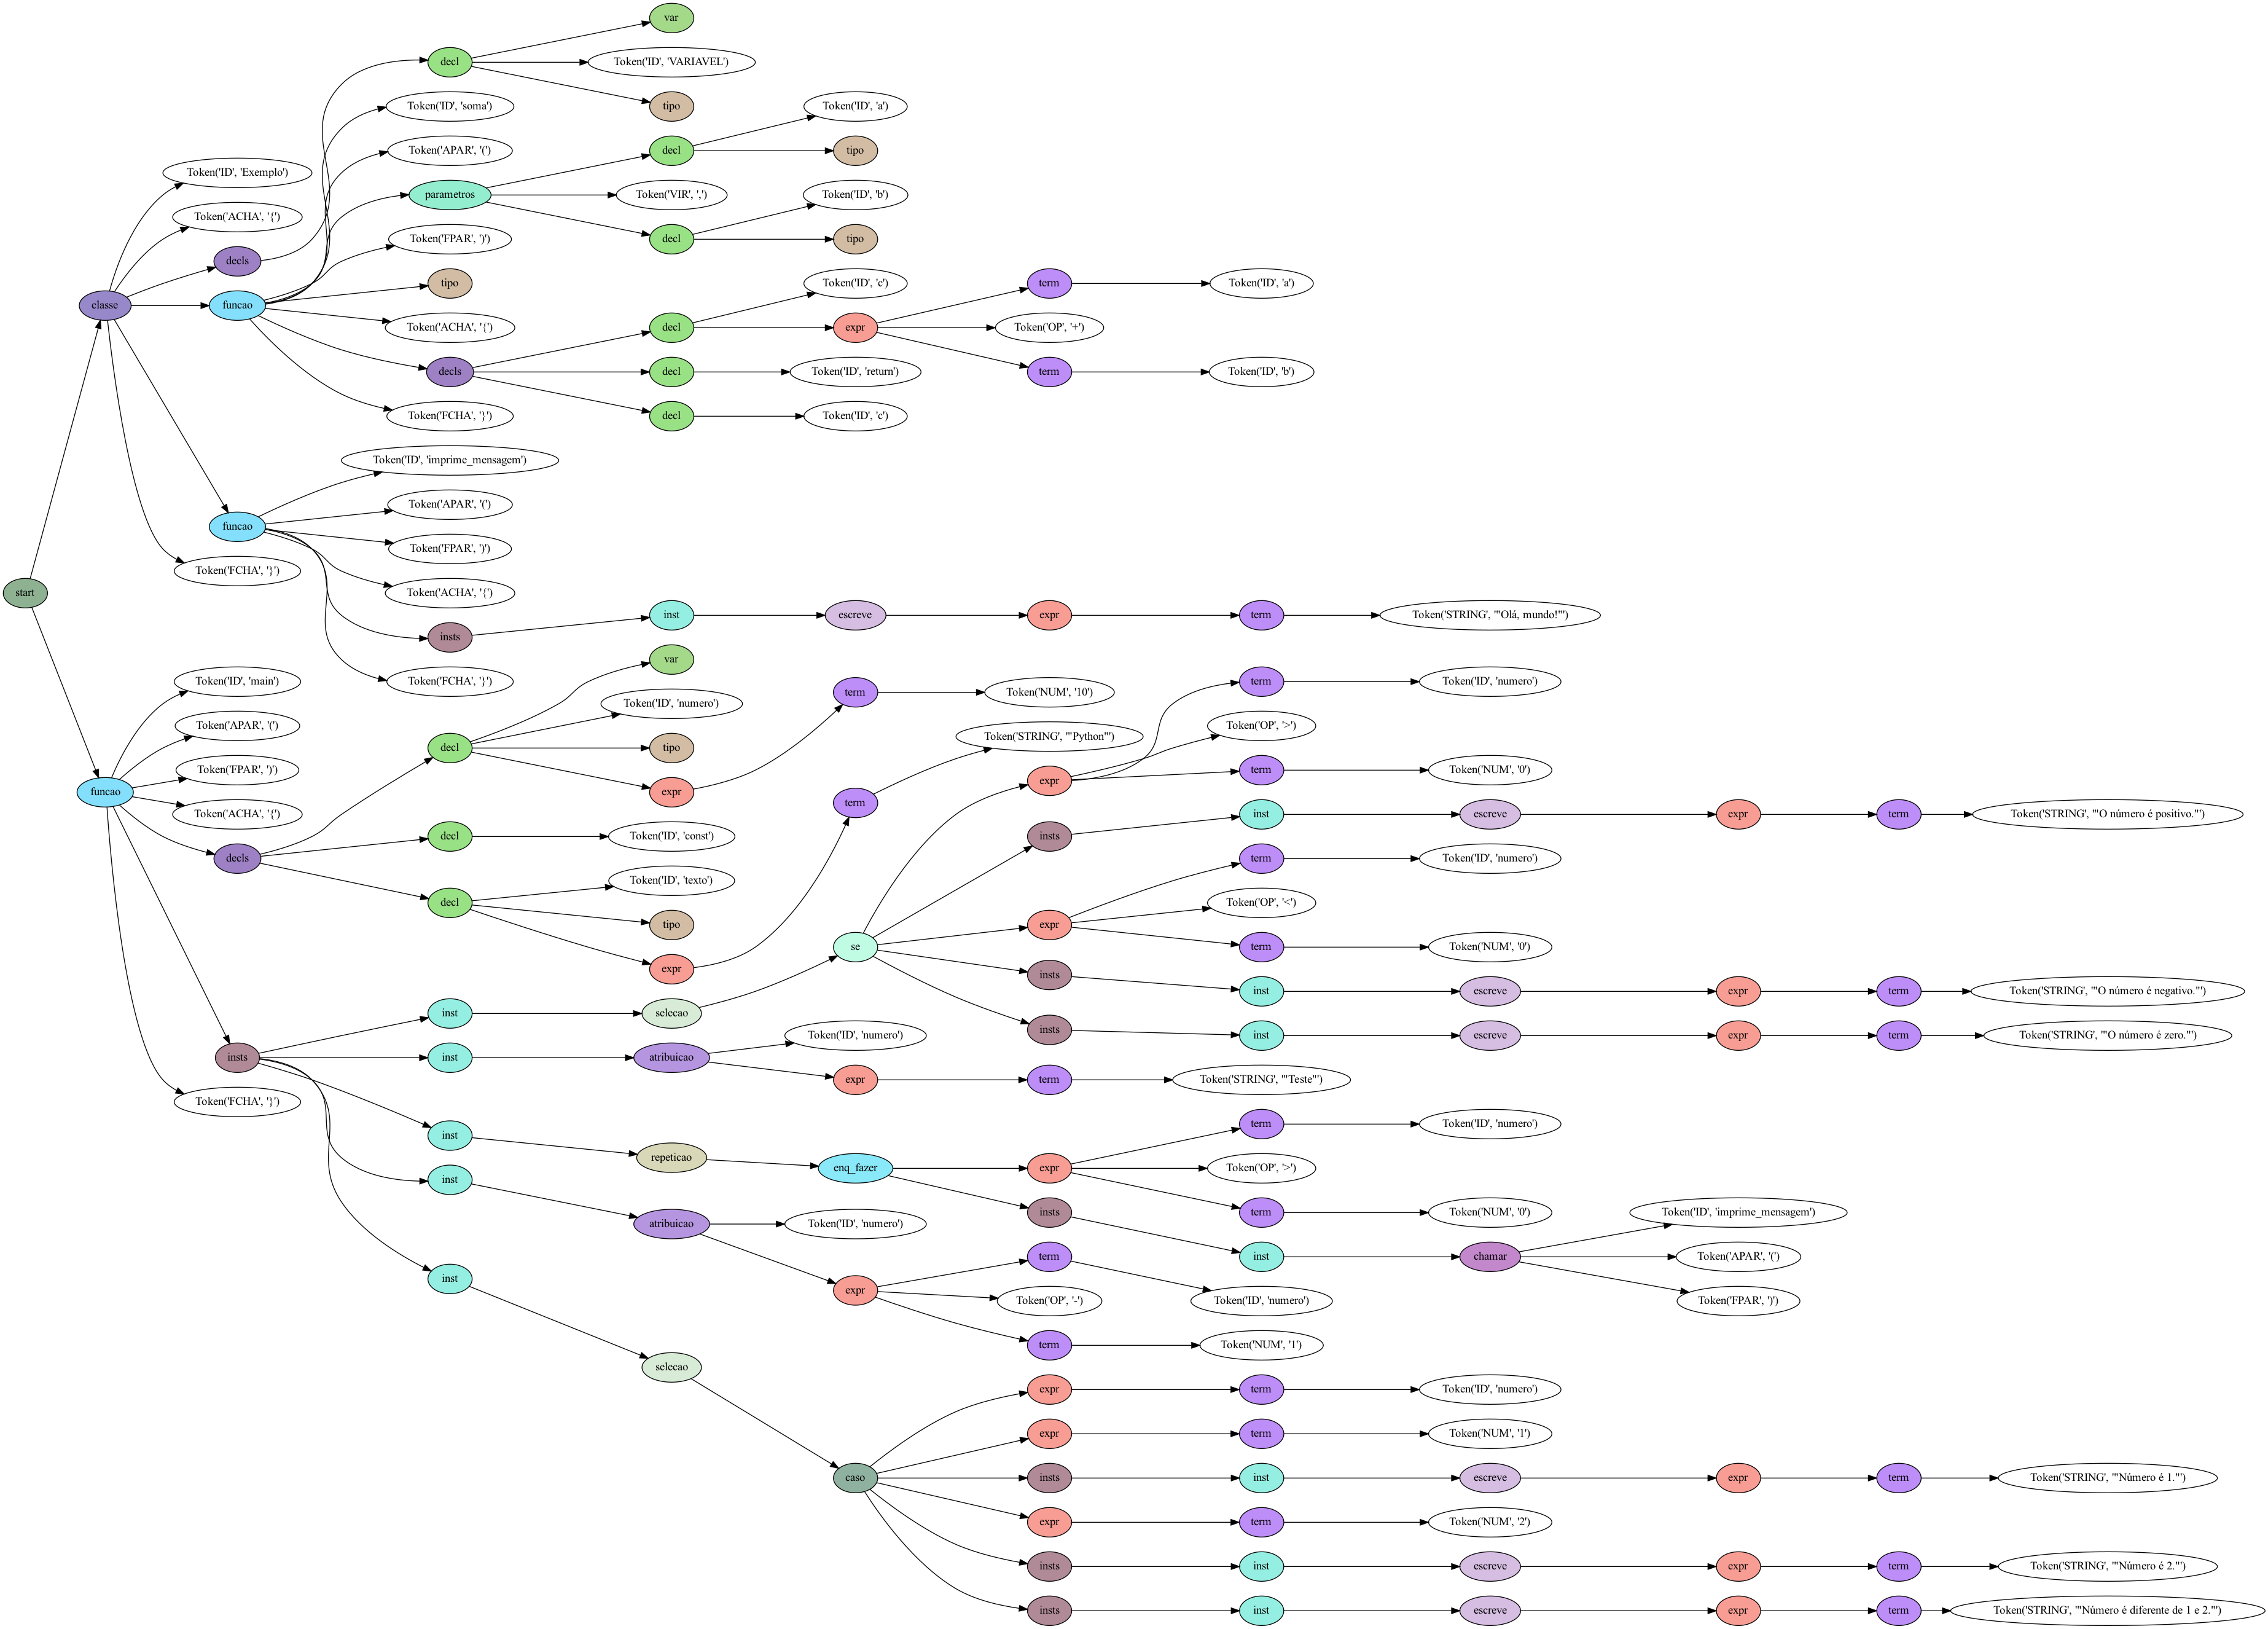 var
decl
Token('ID', 'VARIAVEL')
Token('ID', 'soma')
tipo
Token('ID', 'a')
Token('APAR', '(')
decl
tipo
Token('ID', 'Exemplo')
parametros
Token('VIR', ',')
Token('ID', 'b')
Token('ACHA', '{')
Token('FPAR', ')')
decl
tipo
decls
tipo
Token('ID', 'c')
term
Token('ID', 'a')
classe
funcao
Token('ACHA', '{')
decl
expr
Token('OP', '+')
decls
decl
Token('ID', 'return')
term
Token('ID', 'b')
Token('FCHA', '}')
decl
Token('ID', 'c')
Token('ID', 'imprime_mensagem')
Token('APAR', '(')
funcao
Token('FPAR', ')')
Token('FCHA', '}')
start
Token('ACHA', '{')
inst
escreve
expr
term
Token('STRING', '"Olá, mundo!"')
insts
var
Token('ID', 'main')
Token('FCHA', '}')
term
Token('ID', 'numero')
term
Token('NUM', '10')
Token('ID', 'numero')
Token('APAR', '(')
Token('OP', '>')
Token('STRING', '"Python"')
decl
tipo
Token('FPAR', ')')
term
Token('NUM', '0')
expr
funcao
expr
term
Token('ACHA', '{')
inst
escreve
expr
term
Token('STRING', '"O número é positivo."')
decl
Token('ID', 'const')
insts
decls
term
Token('ID', 'numero')
Token('ID', 'texto')
decl
Token('OP', '<')
tipo
expr
se
term
Token('NUM', '0')
expr
insts
inst
escreve
expr
term
Token('STRING', '"O número é negativo."')
inst
selecao
insts
Token('ID', 'numero')
inst
escreve
expr
term
Token('STRING', '"O número é zero."')
insts
inst
atribuicao
expr
term
Token('STRING', '"Teste"')
Token('FCHA', '}')
term
Token('ID', 'numero')
inst
repeticao
enq_fazer
expr
Token('OP', '>')
inst
insts
term
Token('NUM', '0')
Token('ID', 'imprime_mensagem')
atribuicao
Token('ID', 'numero')
term
inst
chamar
Token('APAR', '(')
inst
expr
Token('OP', '-')
Token('ID', 'numero')
Token('FPAR', ')')
term
Token('NUM', '1')
selecao
expr
term
Token('ID', 'numero')
expr
term
Token('NUM', '1')
caso
insts
inst
escreve
expr
term
Token('STRING', '"Número é 1."')
expr
term
Token('NUM', '2')
insts
inst
escreve
expr
term
Token('STRING', '"Número é 2."')
insts
inst
escreve
expr
term
Token('STRING', '"Número é diferente de 1 e 2."')